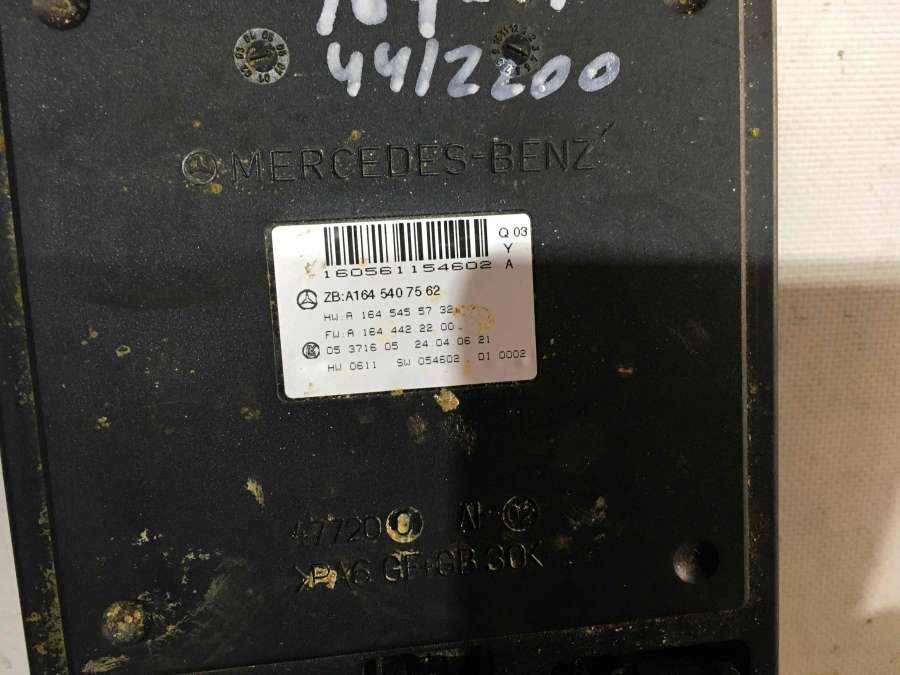 44/2200
MERCEDES-BENZ
Q 03
Y
A
160561154602
ZB:A164 540 75 62
HW:A 164 545 57 32
FW:A 164 442 22 00
05 3716 05 24.04.06 21
HW 0611 SW 054602 01 0002
47720
02
>PA6 GF+GB 30<